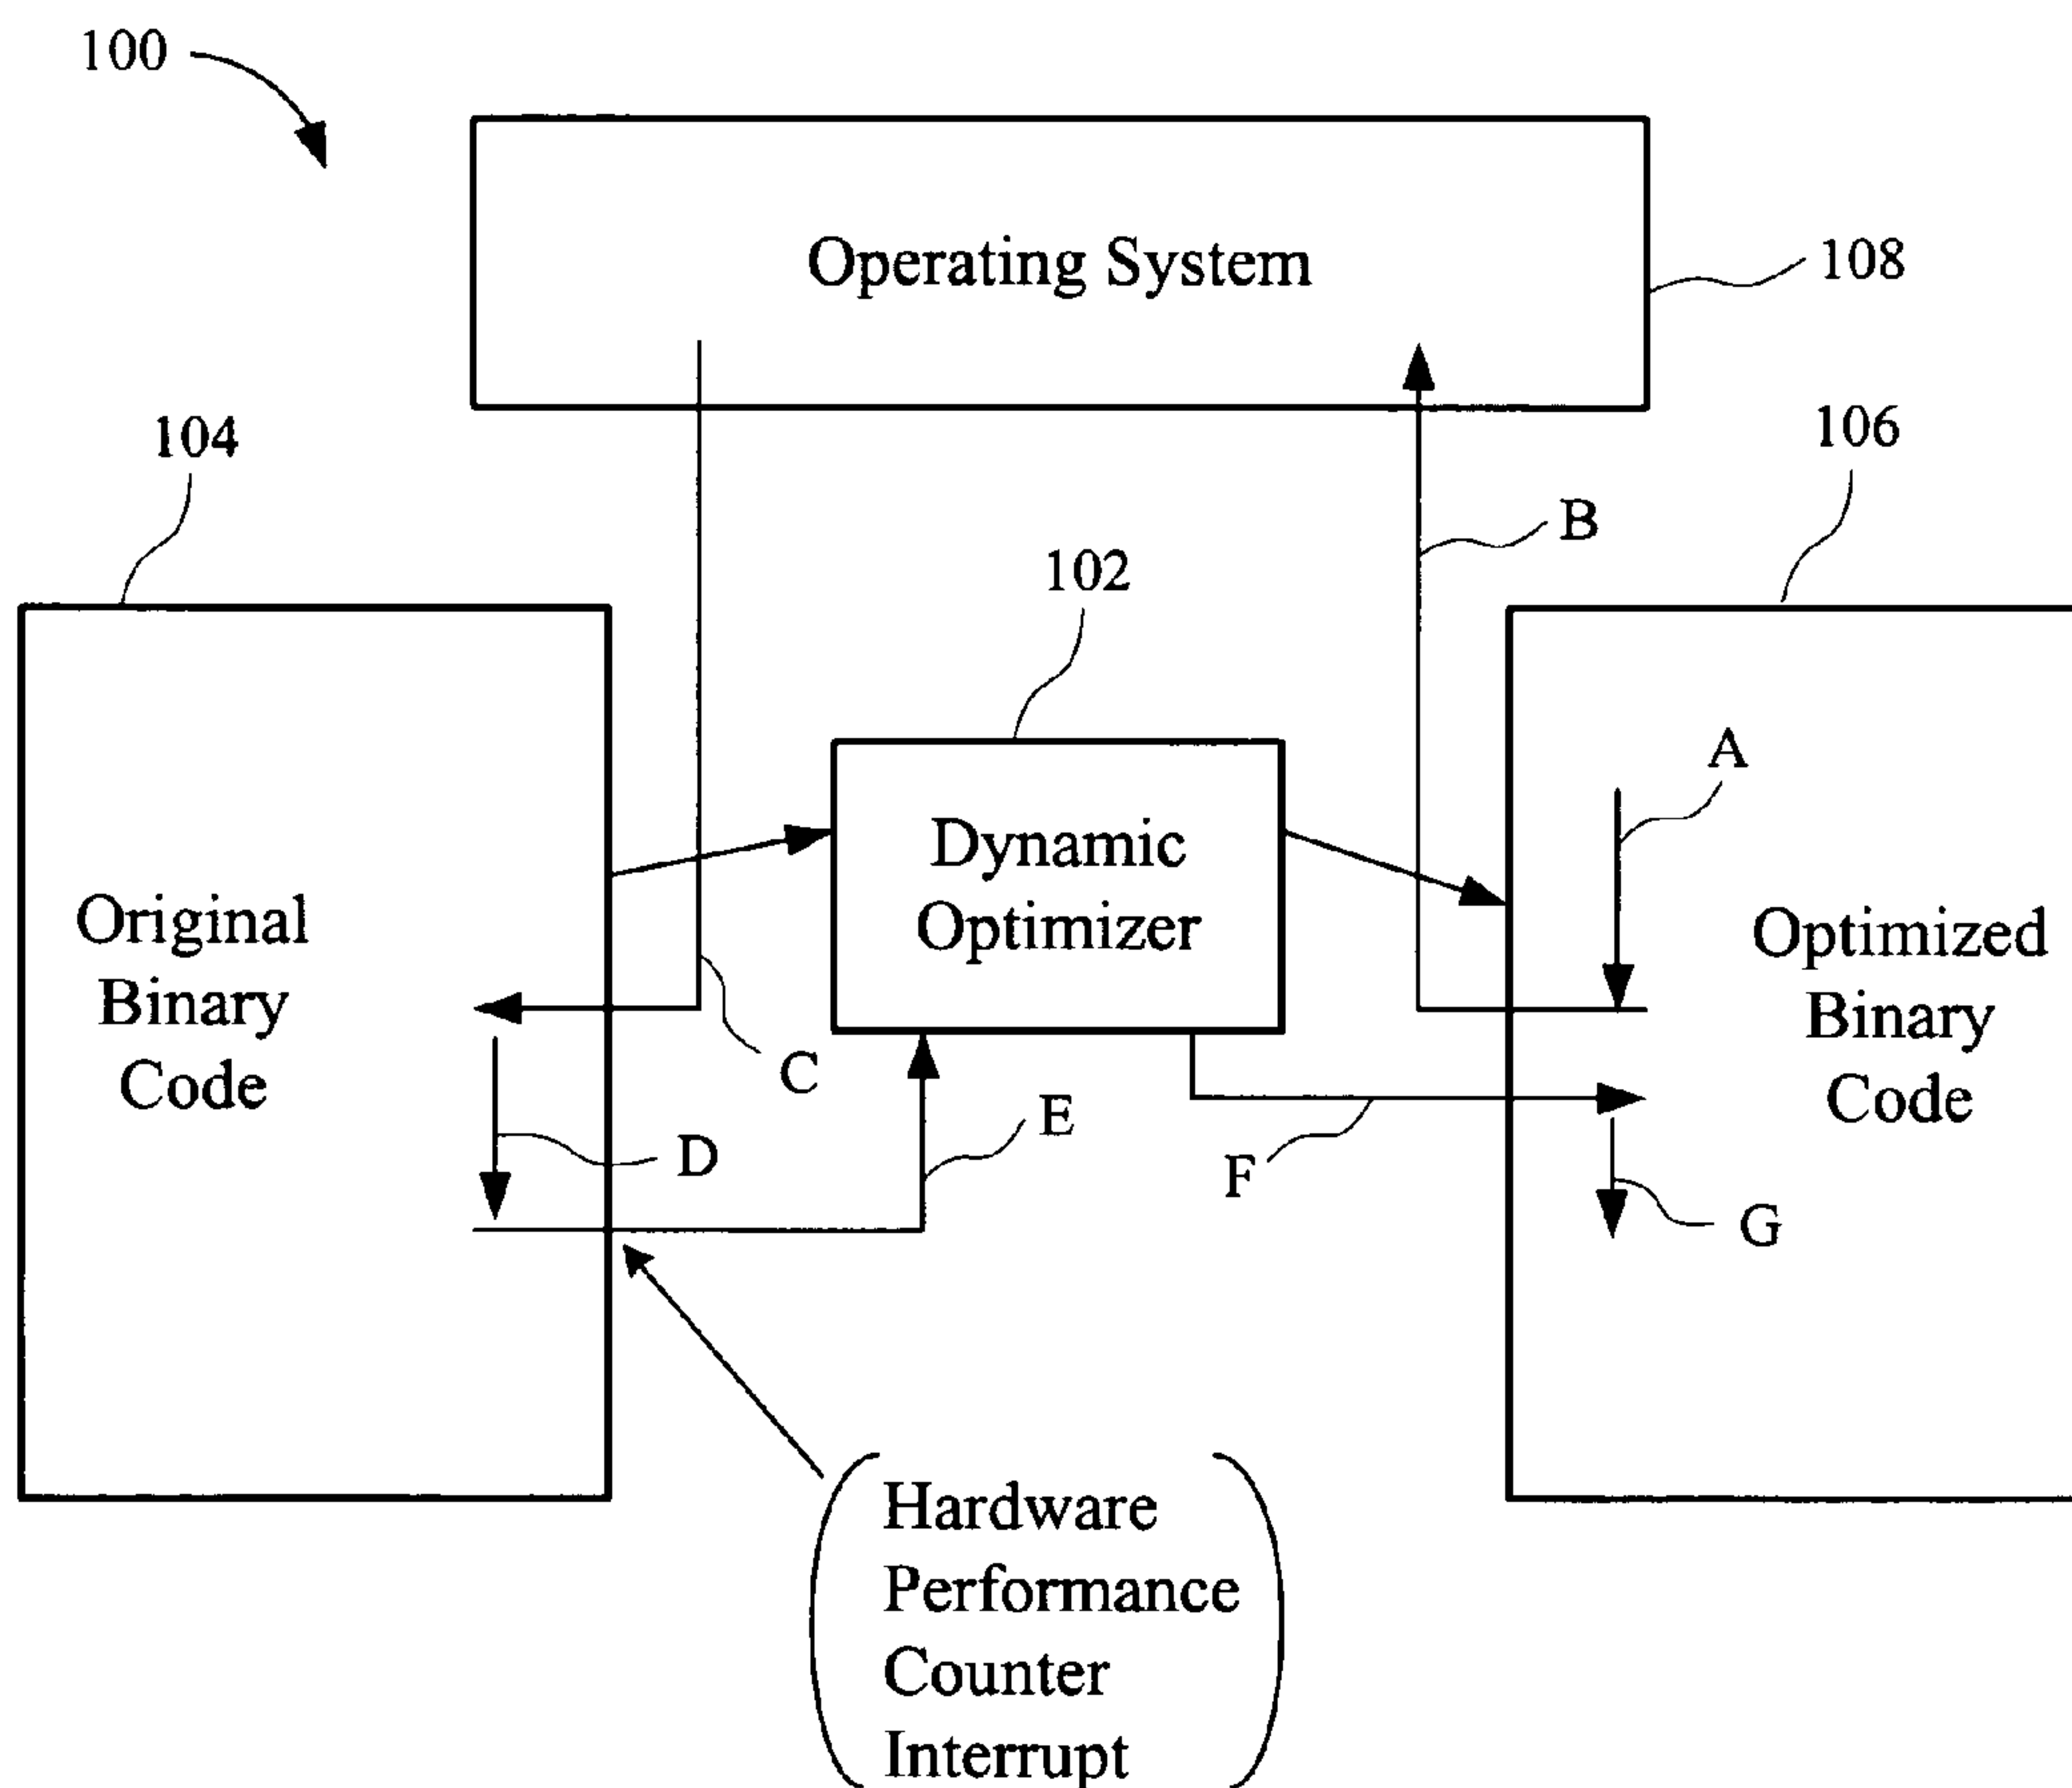 100
Operating System
108
104
106
B
102
A
Dynamic
Optimizer
Original
Binary
Code
Optimized
Binary
Code
C
E
D
F
G
Hardware
Performance
Counter
Interrupt